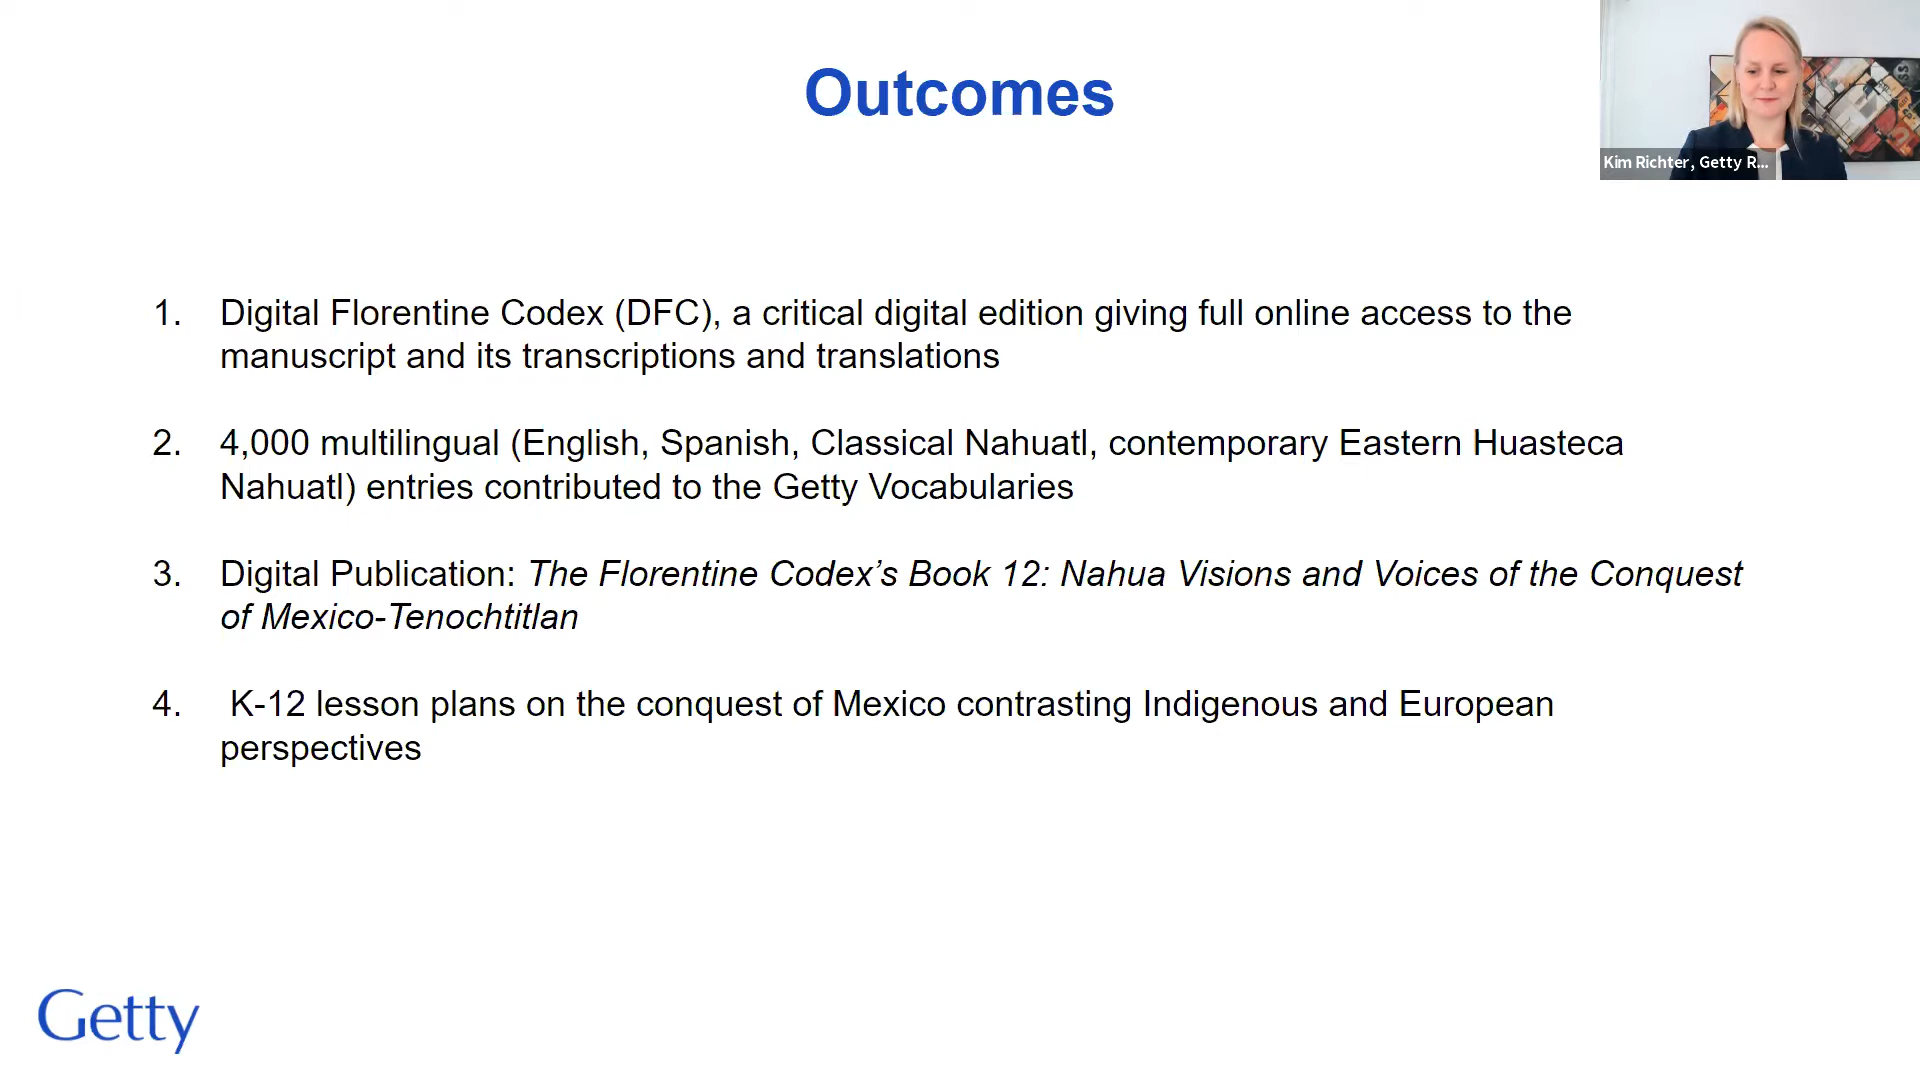 Outcomes
Kim Richter, Getty R...
1. Digital Florentine Codex (DFC), a critical digital edition giving full online access to the
manuscript and its transcriptions and translations
2. 4,000 multilingual (English, Spanish, Classical Nahuatl, contemporary Eastern Huasteca
Nahuatl) entries contributed to the Getty Vocabularies
3. Digital Publication: The Florentine Codex’s Book 12: Nahua Visions and Voices of the Conquest
of Mexico-Tenochtitlan
4. K-12 lesson plans on the conquest of Mexico contrasting Indigenous and European
perspectives
Getty